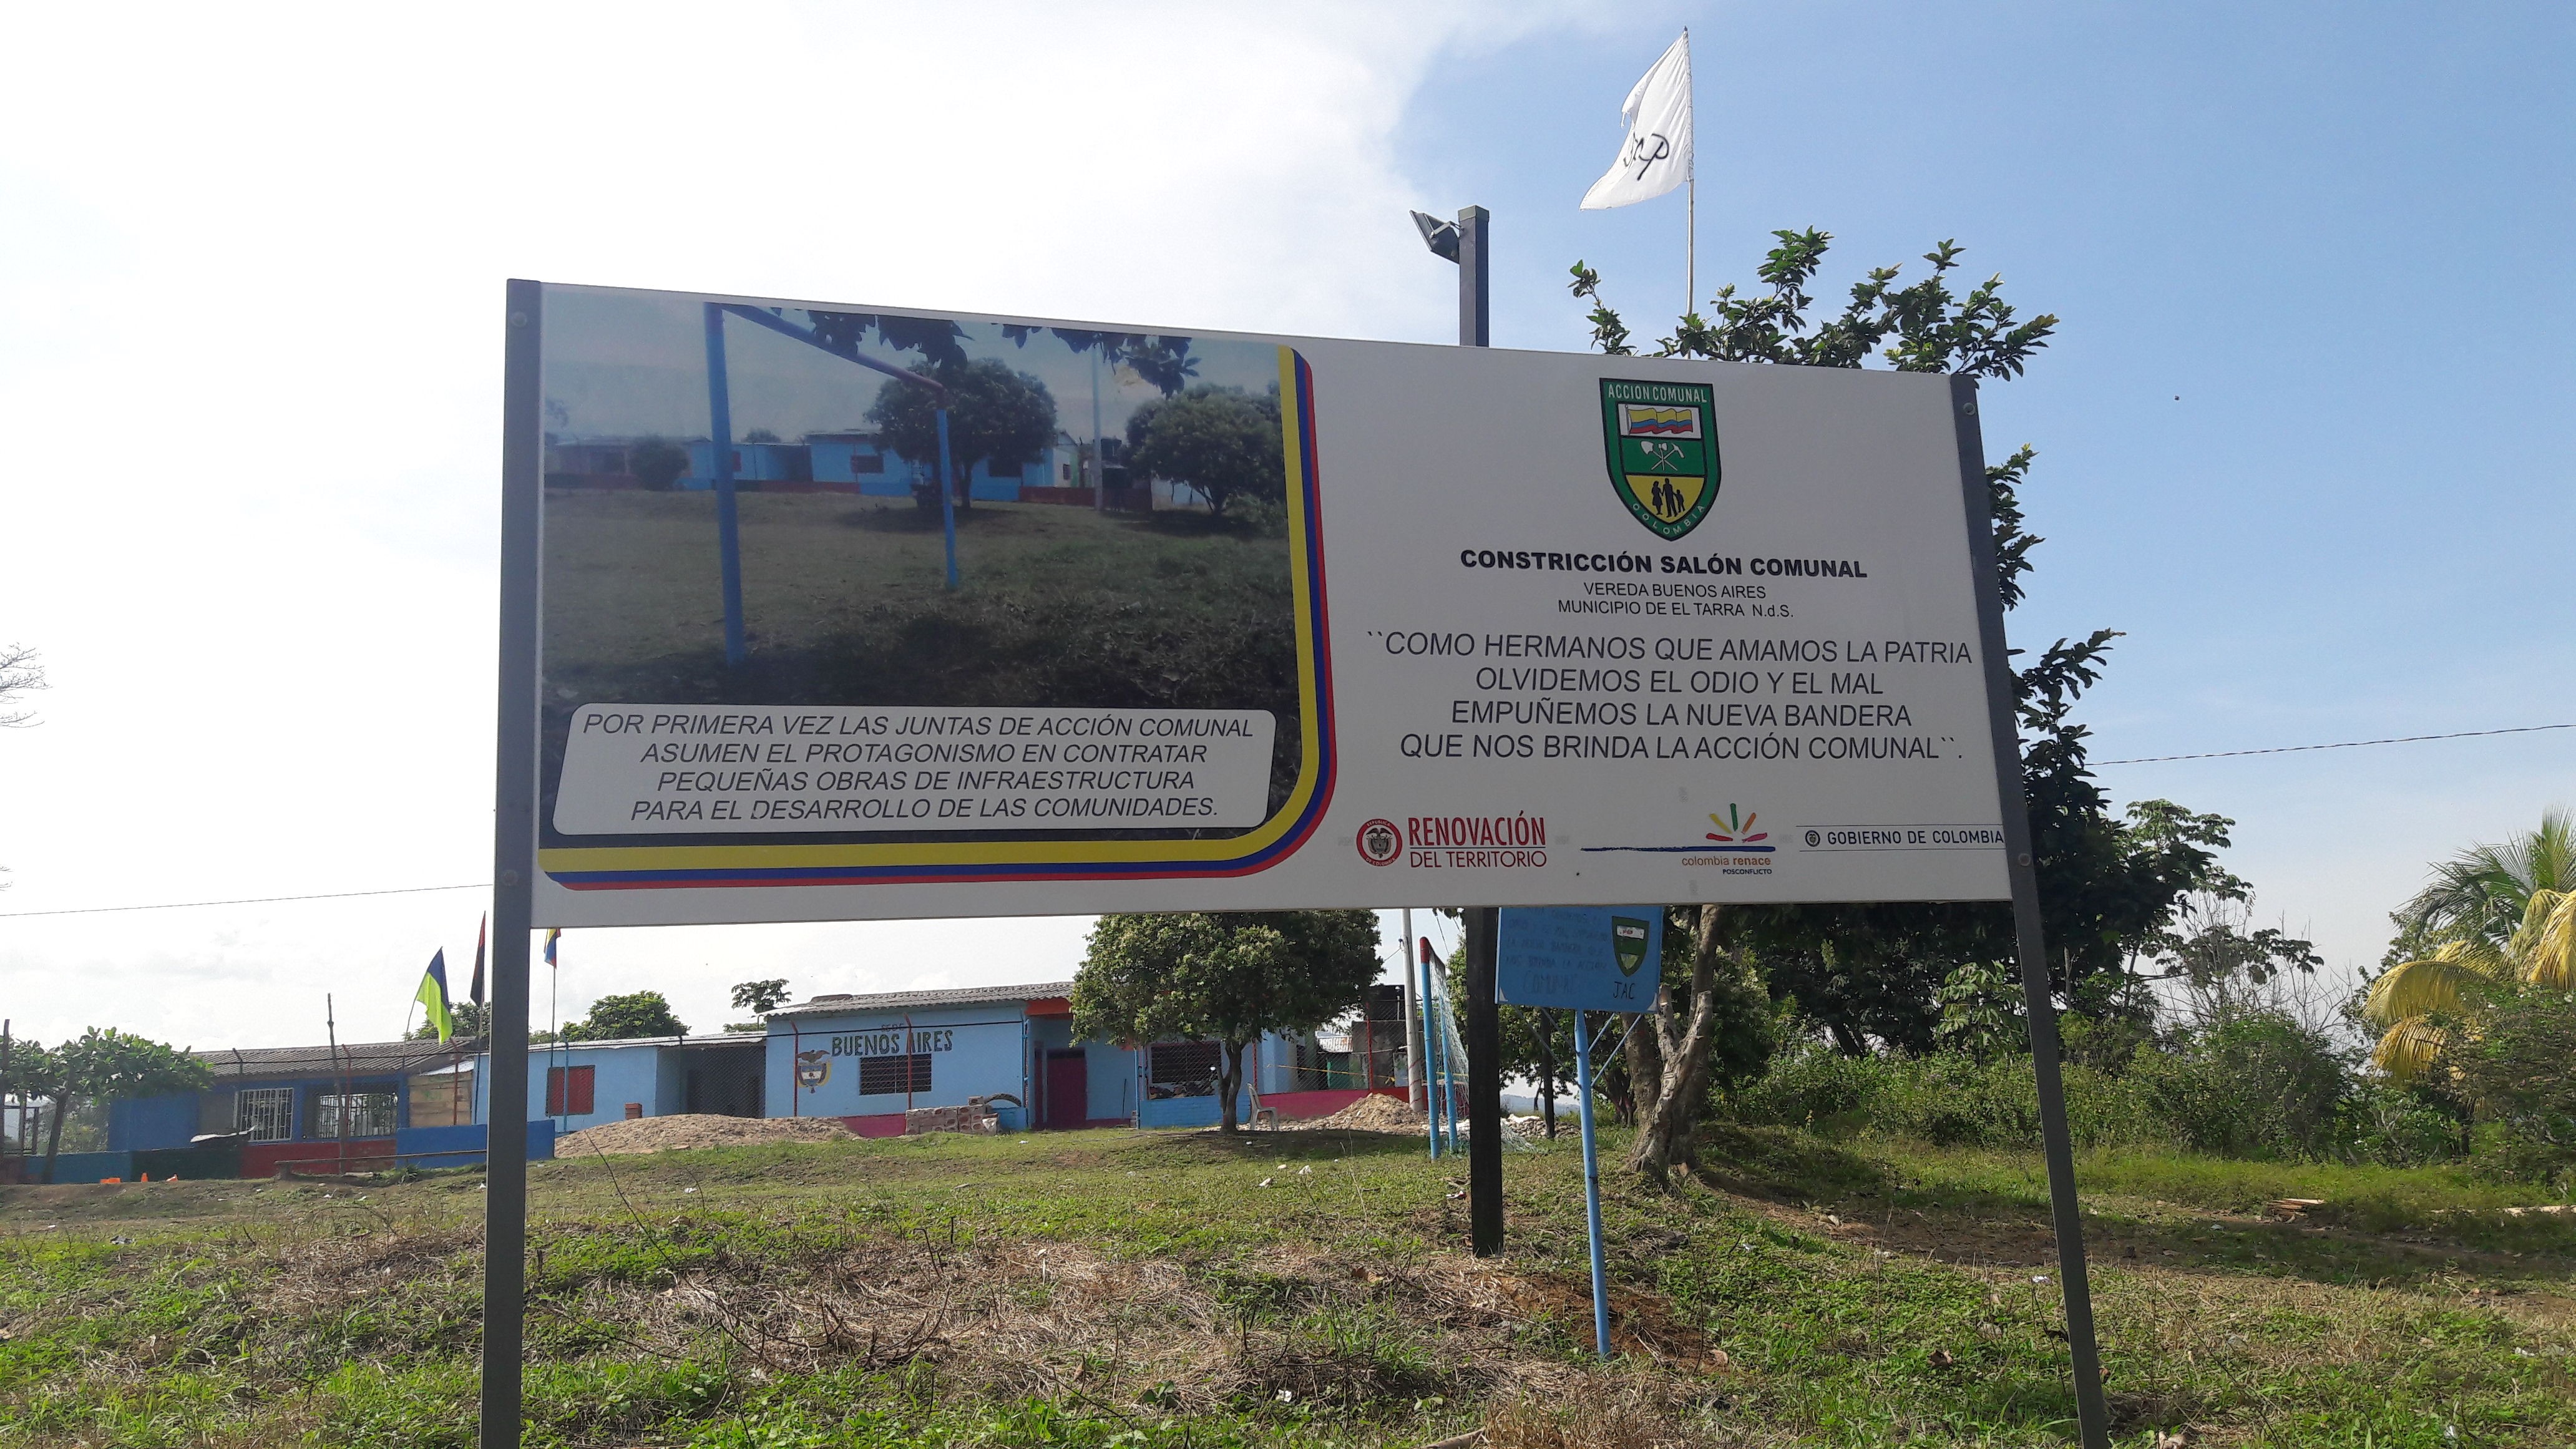 ACCION COMUNAL
COLOMBIA
CONSTRICCIÓN SALÓN COMUNAL
VEREDA BUENOS AIRES
MUNICIPIO DE EL TARRA N.d.S.
``COMO HERMANOS QUE AMAMOS LA PATRIA
OLVIDEMOS EL ODIO Y EL MAL
EMPUÑEMOS LA NUEVA BANDERA
QUE NOS BRINDA LA ACCIÓN COMUNAL``.
POR PRIMERA VEZ LAS JUNTAS DE ACCIÓN COMUNAL
ASUMEN EL PROTAGONISMO EN CONTRATAR
PEQUEÑAS OBRAS DE INFRAESTRUCTURA
PARA EL DESARROLLO DE LAS COMUNIDADES.
RENOVACIÓN
DEL TERRITORIO
colombia renace
POSCONFLICTO
GOBIERNO DE COLOMBIA
SEDE
BUENOS AIRES
JAC